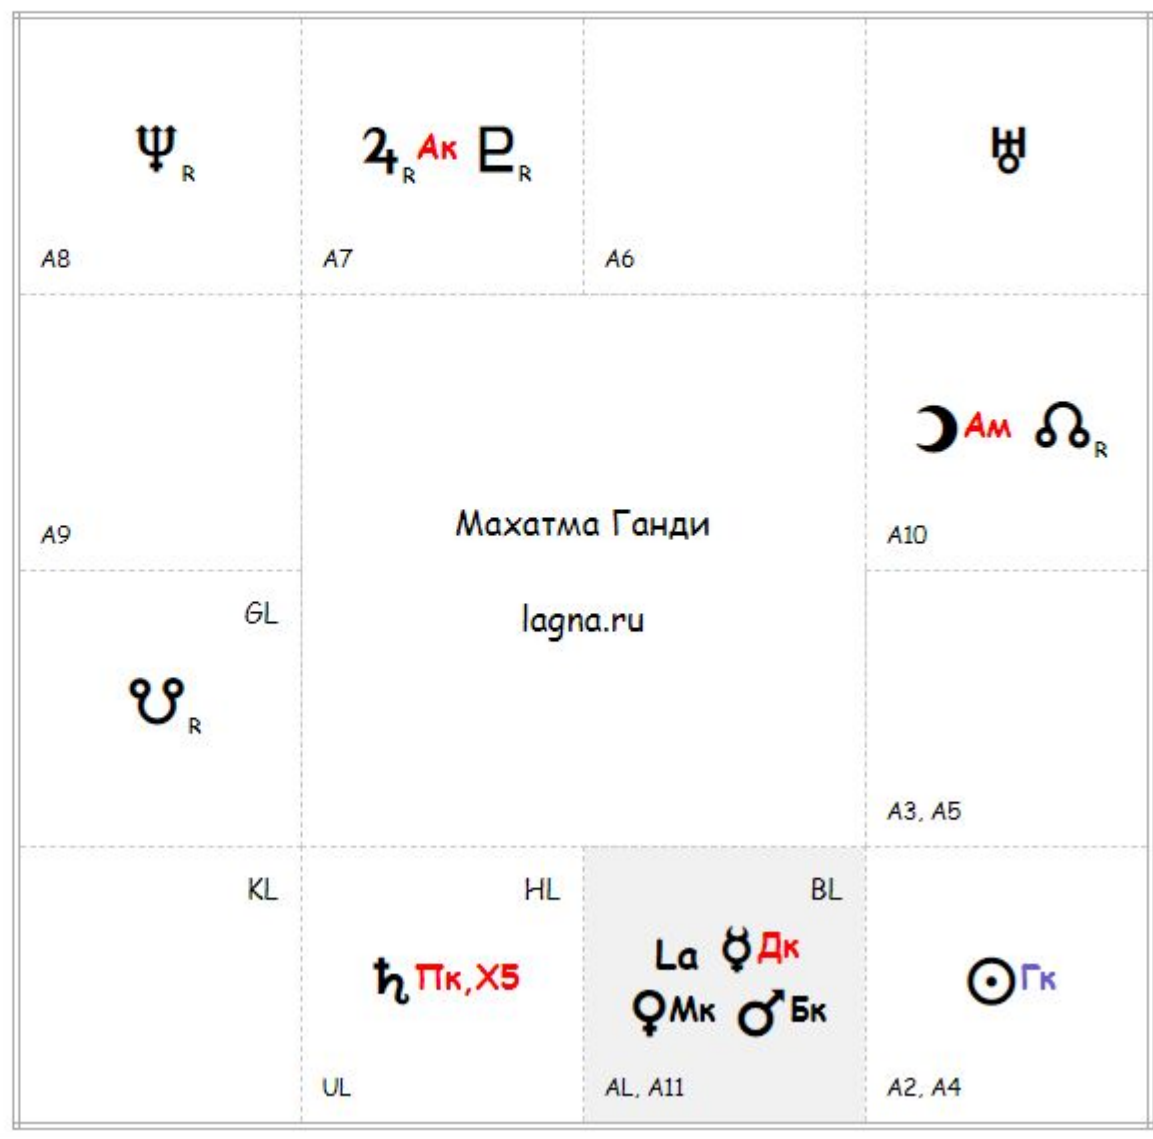 ♆R
♃R Ак ♇R
♅
A8
A7
A6
☽Ам ☊R
A9
Махатма Ганди
A10
lagna.ru
GL
☋R
A3, A5
KL
HL
BL
♄Пк,Х5
La ☿Дк
♀Мк ♂Бк
☉Гк
UL
AL, A11
A2, A4